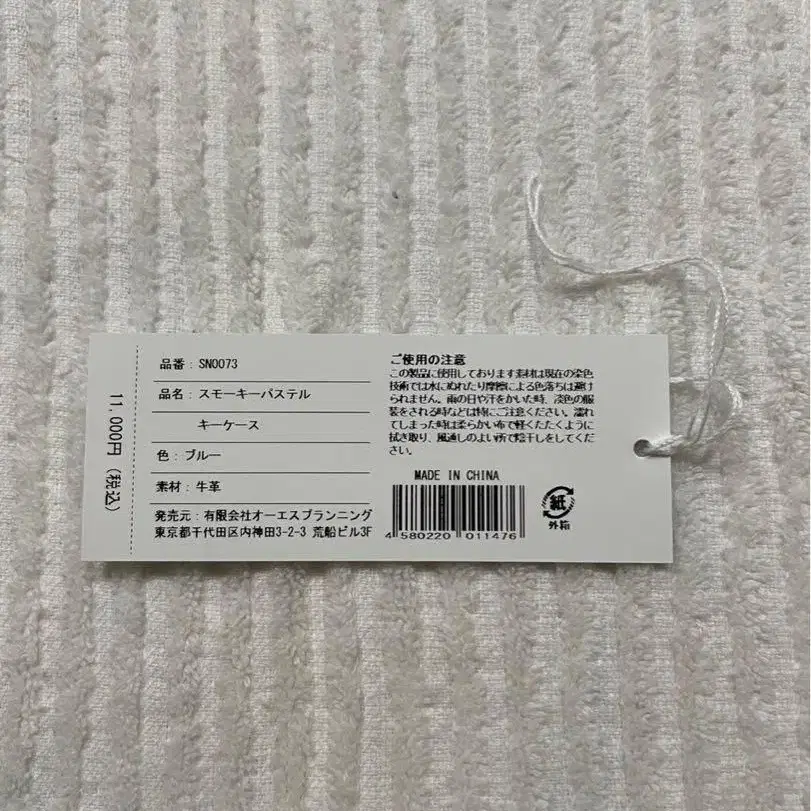 11,000円(税込)
品番：SN0073
品名：スモーキーパステル
キーケース
色：ブルー
素材：牛革
発売元：有限会社オーエスプランニング
東京都千代田区内神田3-2-3 荒船ビル3F
ご使用の注意
この製品に使用しております素材は現在の染色
技術では水にぬれたり摩擦による色落ちは避け
られません。雨の日や汗をかいた時、淡色の服
装をされる時などは特にご注意ください。濡れ
てしまった時は柔らかい布で軽くたたくように
拭き取り、風通しのよい所で陰干しをしてくだ
さい。
MADE IN CHINA
4 580220 011476
紙
外箱